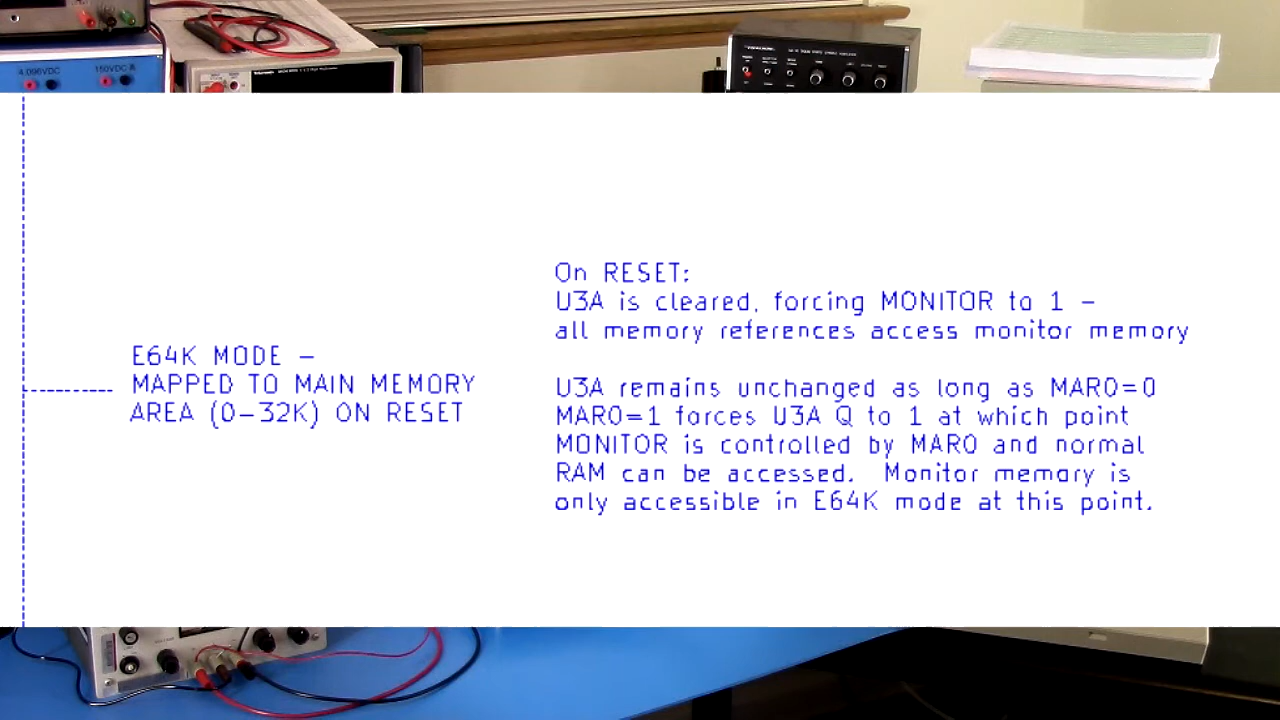 4.096VDC
150VDC A
E64K MODE –
MAPPED TO MAIN MEMORY
AREA (0–32K) ON RESET
On RESET:
U3A is cleared, forcing MONITOR to 1 –
all memory references access monitor memory
U3A remains unchanged as long as MAR0=0
MAR0=1 forces U3A Q to 1 at which point
MONITOR is controlled by MAR0 and normal
RAM can be accessed. Monitor memory is
only accessible in E64K mode at this point.